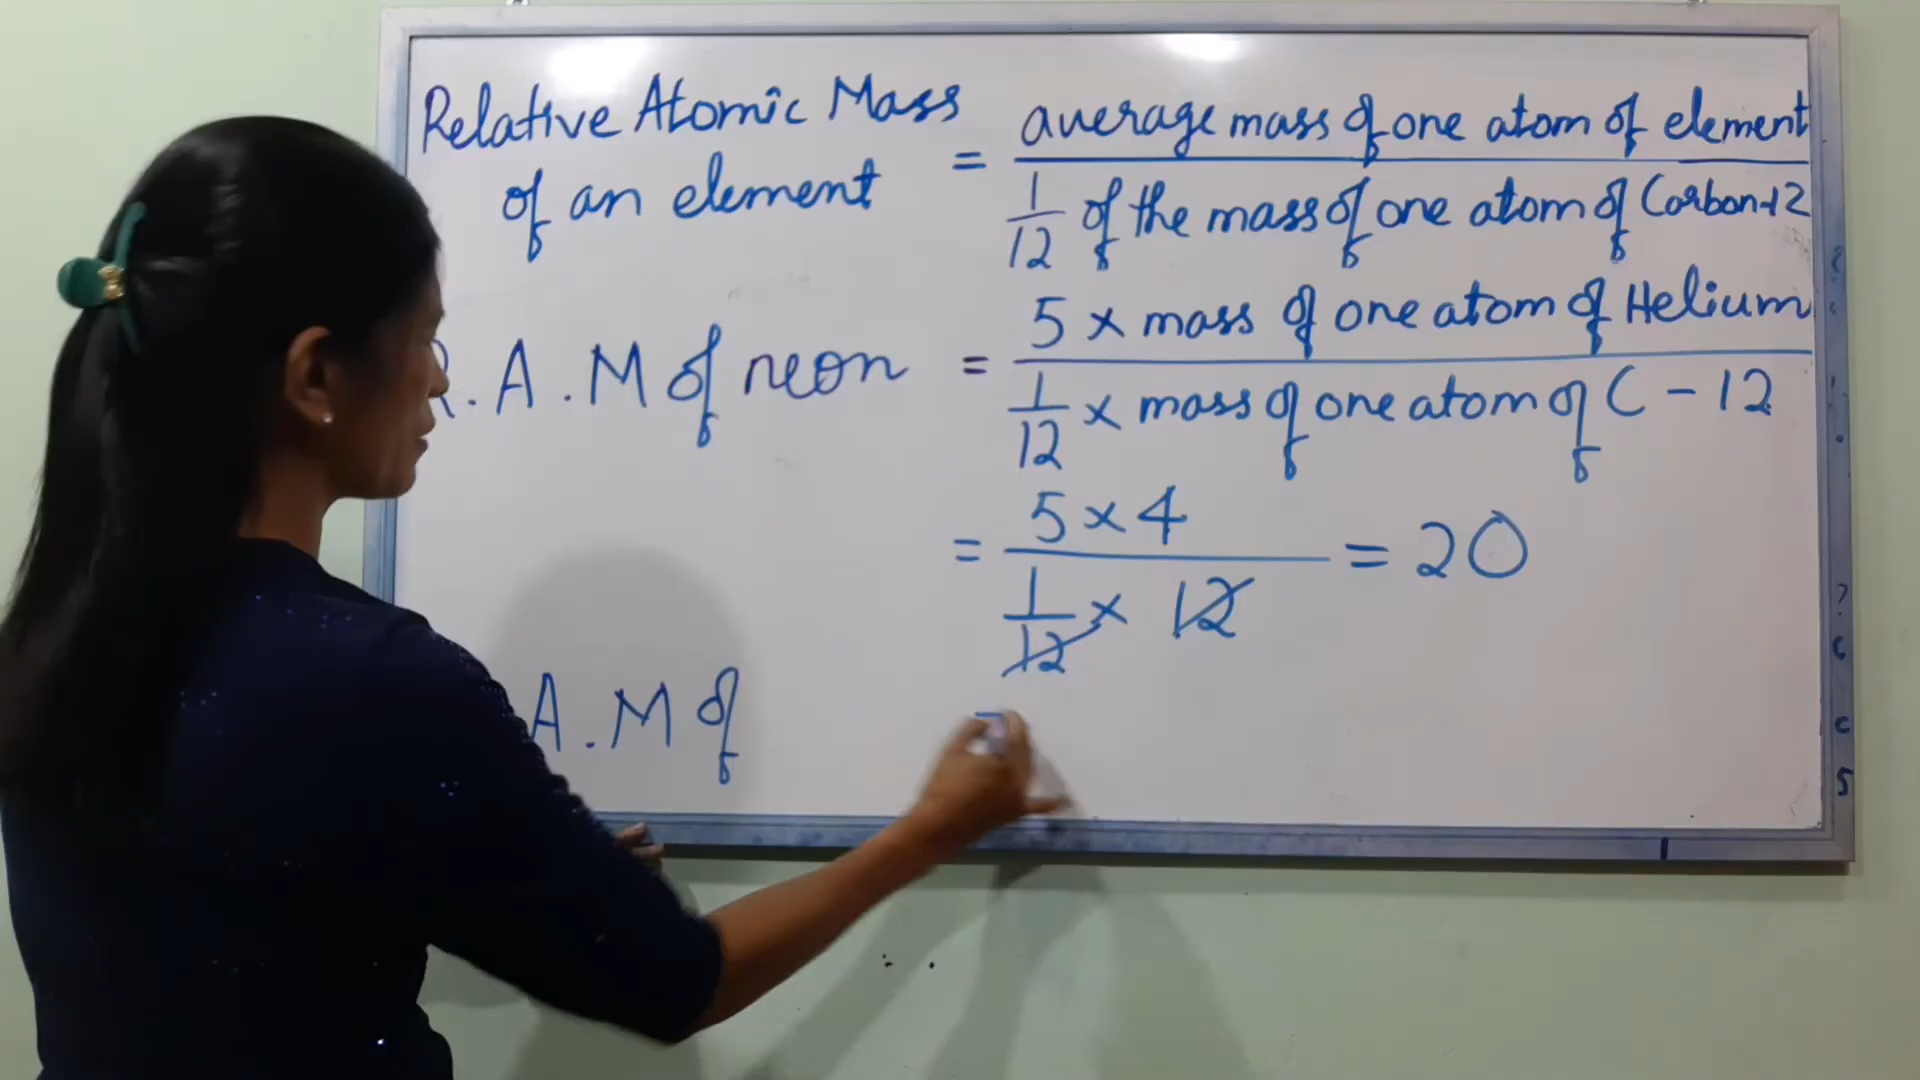 Relative Atomic Mass
of an element
= average mass of one atom of element
1/12 of the mass of one atom of Carbon-12
R.A.M of neon = 5 x mass of one atom of Helium
1/12 x mass of one atom of C - 12
= 5 x 4 = 20
1/12 x 12
A.M of